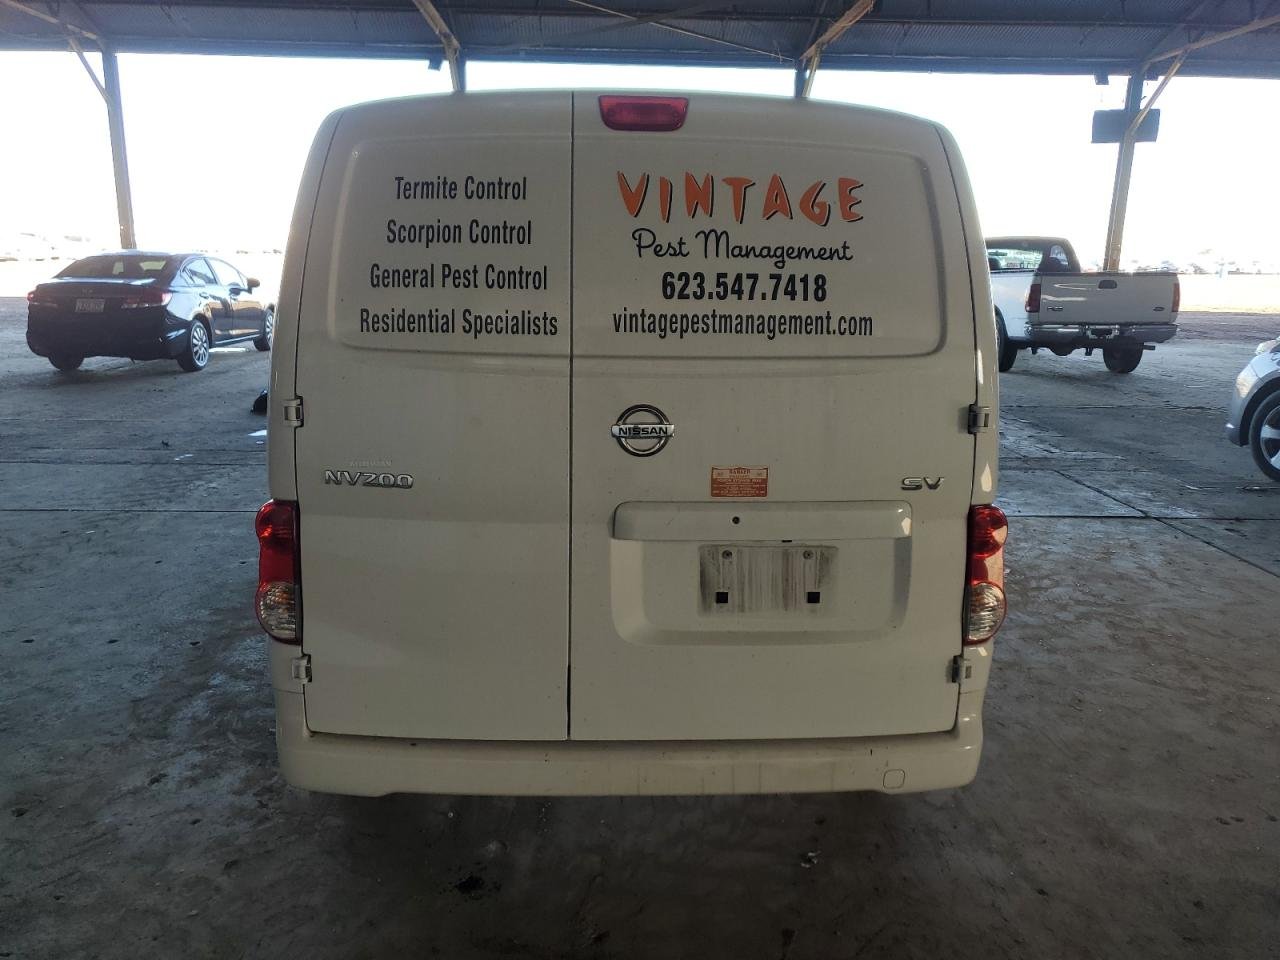 Termite Control
Scorpion Control
General Pest Control
Residential Specialists
VINTAGE
Pest Management
623.547.7418
vintagepestmanagement.com
NISSAN
NV200
SV
DANGER